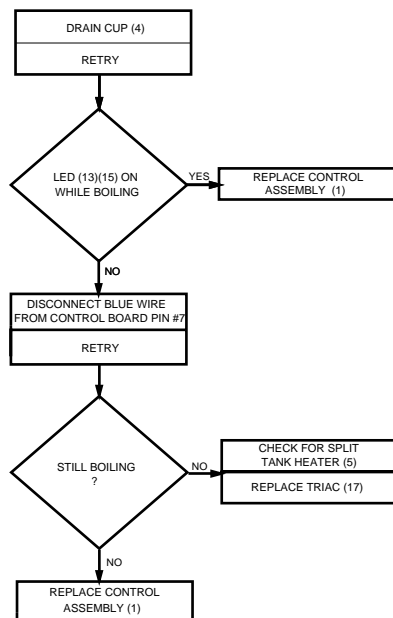 DRAIN CUP (4)
RETRY
LED (13)(15) ON
WHILE BOILING
YES
REPLACE CONTROL
ASSEMBLY (1)
NO
DISCONNECT BLUE WIRE
FROM CONTROL BOARD PIN #7
RETRY
STILL BOILING
?
NO
CHECK FOR SPLIT
TANK HEATER (5)
REPLACE TRIAC (17)
NO
REPLACE CONTROL
ASSEMBLY (1)